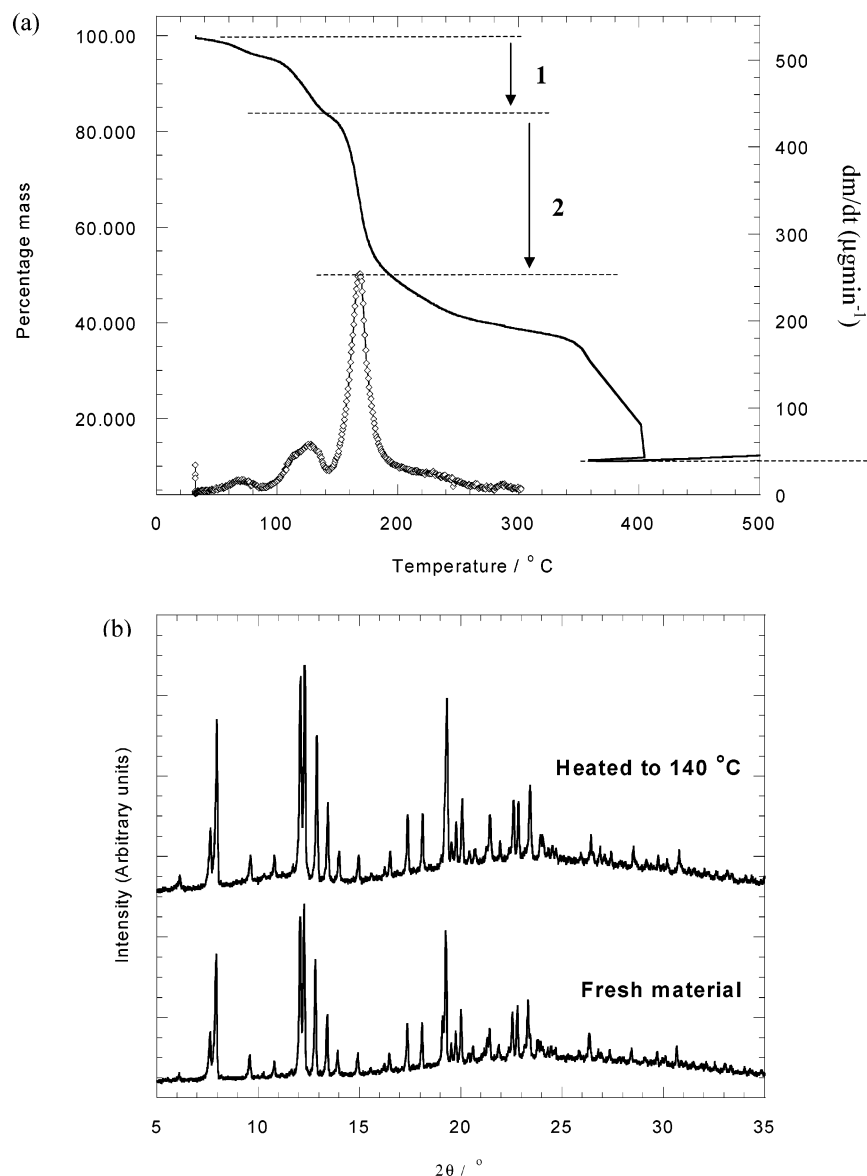 (a)
100.00
80.000
60.000
40.000
20.000
Percentage mass
1
2
500
400
300
200
100
0
dm/dt (µgmin⁻¹)
0 100 200 300 400 500
Temperature / ° C
(b)
Intensity (Arbitrary units)
Heated to 140 °C
Fresh material
5 10 15 20 25 30 35
2θ / °